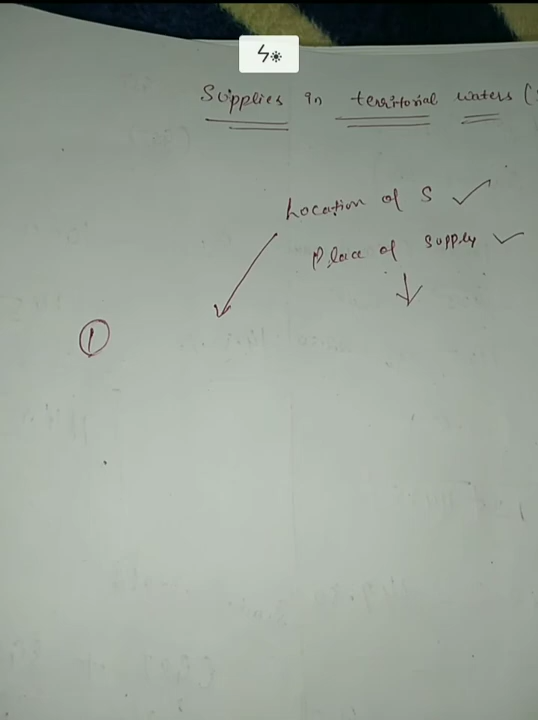 Supplies in territorial waters (
Location of S ✓
Place of supply ✓
①